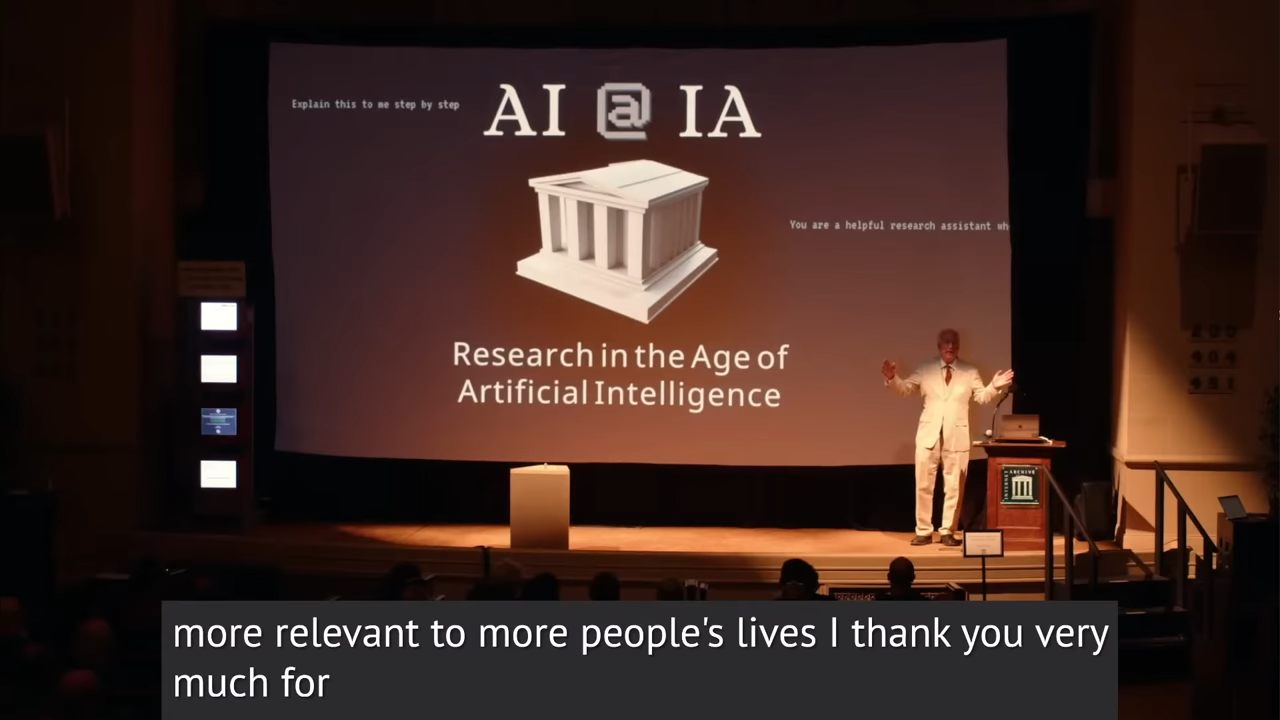 Explain this to me step by step
AI @ IA
You are a helpful research assistant wh
Research in the Age of
Artificial Intelligence
INTERNET ARCHIVE
more relevant to more people's lives I thank you very
much for